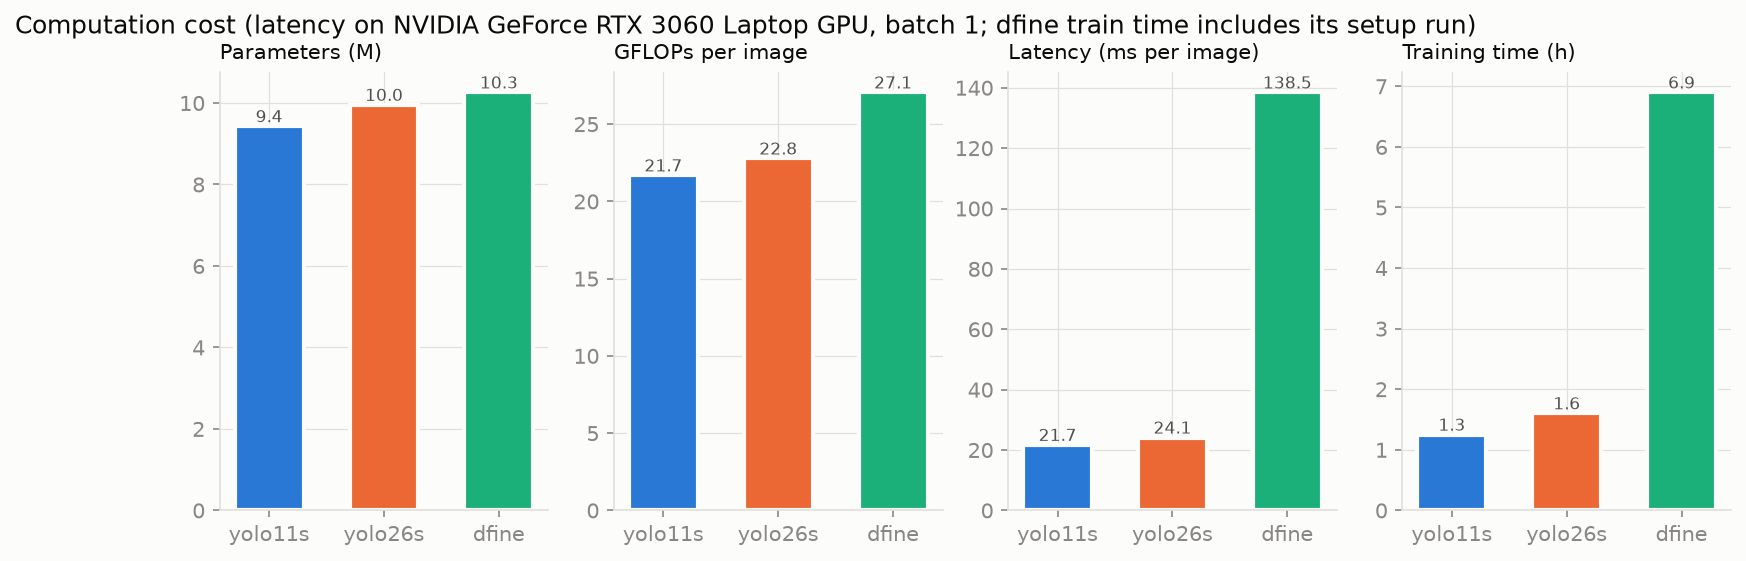 Computation cost (latency on NVIDIA GeForce RTX 3060 Laptop GPU, batch 1; dfine train time includes its setup run)
Parameters (M)
10
8
6
4
2
0
9.4
10.0
10.3
yolo11s
yolo26s
dfine
GFLOPs per image
25
20
15
10
5
0
21.7
22.8
27.1
yolo11s
yolo26s
dfine
Latency (ms per image)
140
120
100
80
60
40
20
0
21.7
24.1
138.5
yolo11s
yolo26s
dfine
Training time (h)
7
6
5
4
3
2
1
0
1.3
1.6
6.9
yolo11s
yolo26s
dfine